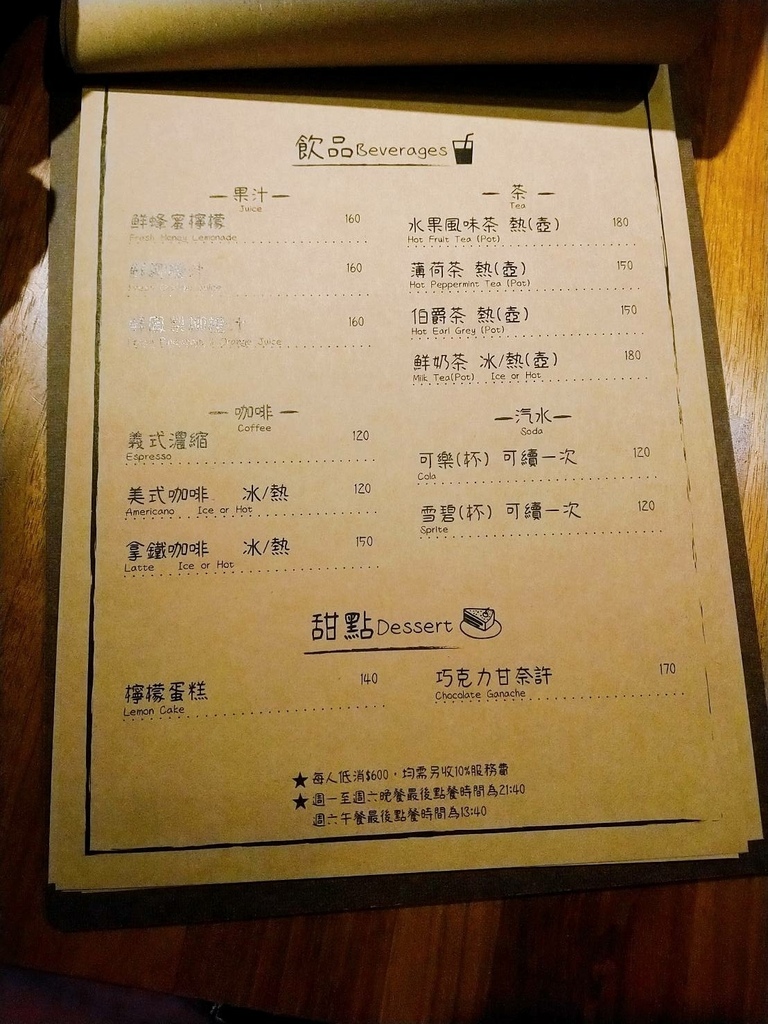 飲品Beverages
—果汁—
Juice
鮮蜂蜜檸檬 160
Fresh Honey Lemonade
160
160
Orange Juice
—咖啡—
Coffee
義式濃縮 120
Espresso
美式咖啡 冰/熱 120
Americano Ice or Hot
拿鐵咖啡 冰/熱 150
Latte Ice or Hot
—茶—
Tea
水果風味茶 熱(壺) 180
Hot Fruit Tea (Pot)
薄荷茶 熱(壺) 150
Hot Peppermint Tea (Pot)
伯爵茶 熱(壺) 150
Hot Earl Grey (Pot)
鮮奶茶 冰/熱(壺) 180
Milk Tea(Pot) Ice or Hot
—汽水—
Soda
可樂(杯) 可續一次 120
Cola
雪碧(杯) 可續一次 120
Sprite
甜點Dessert
檸檬蛋糕 140
Lemon Cake
巧克力甘奈許 170
Chocolate Ganache
★每人低消$600，均需另收10%服務費
★週一至週六晚餐最後點餐時間為21:40
週六午餐最後點餐時間為13:40